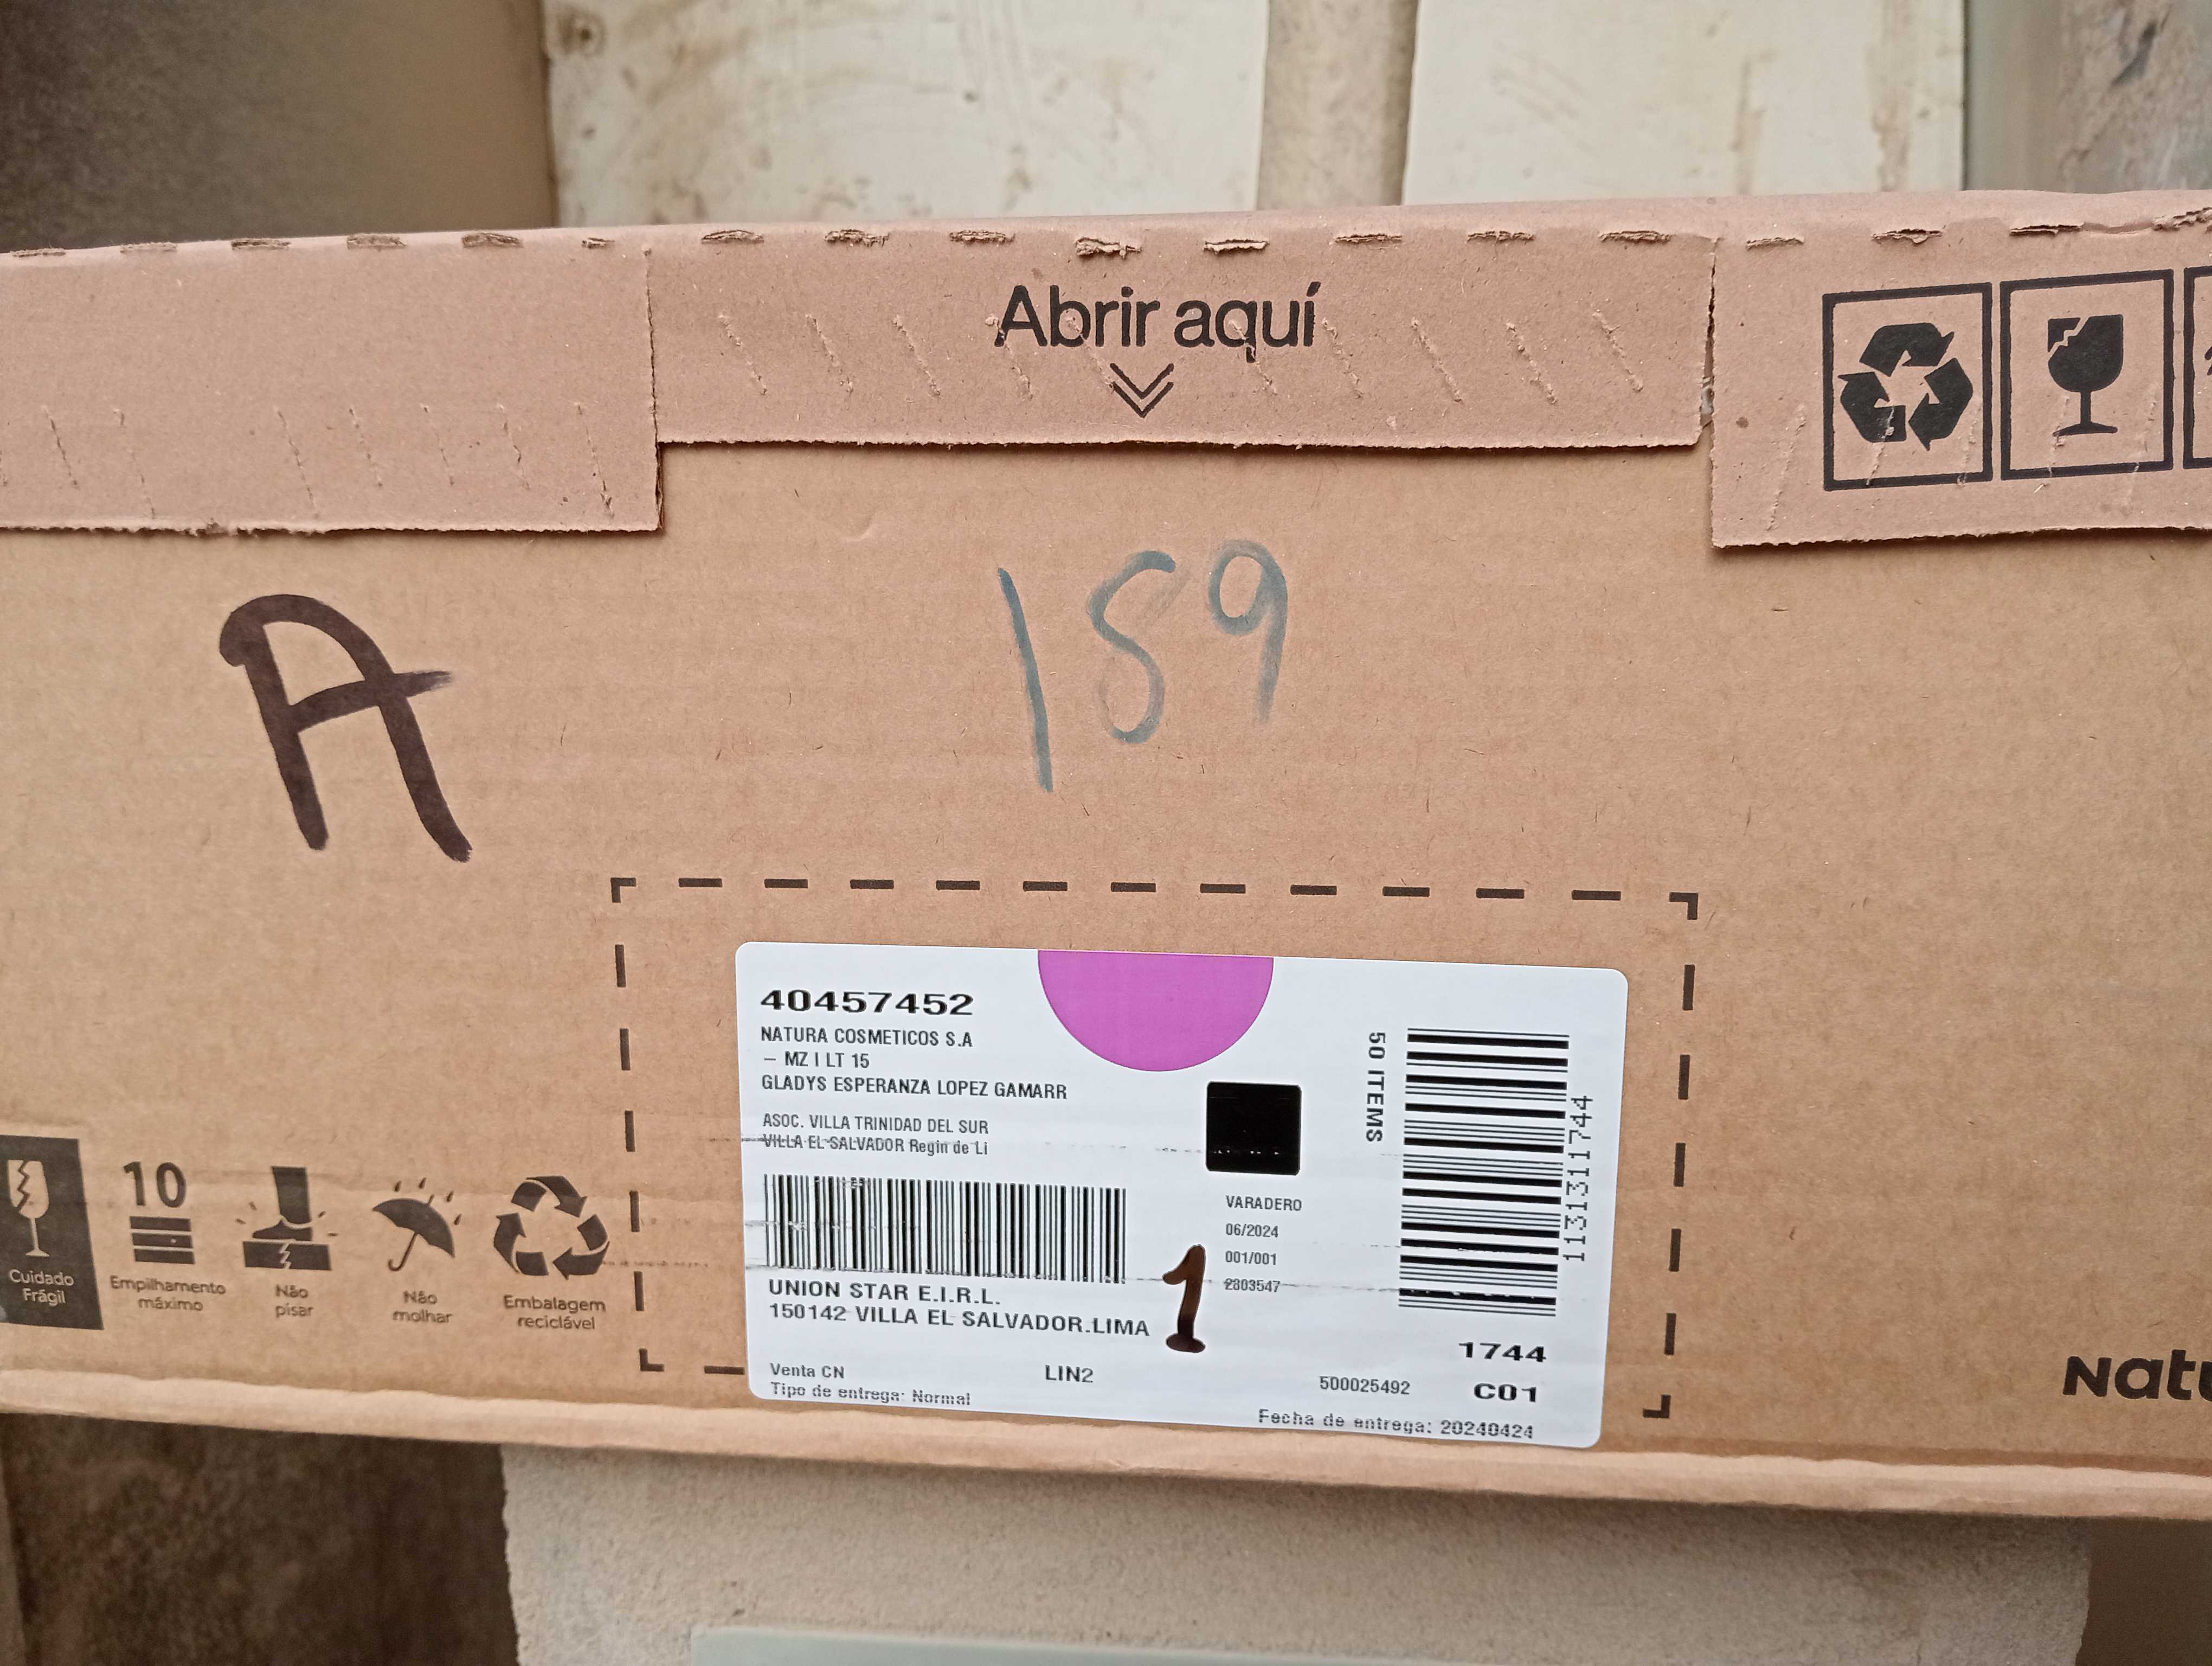 Abrir aquí
A
159
40457452
NATURA COSMETICOS S.A
– MZ I LT 15
GLADYS ESPERANZA LOPEZ GAMARR
ASOC. VILLA TRINIDAD DEL SUR
VILLA EL SALVADOR Regin de Li
50 ITEMS
1131311744
VARADERO
06/2024
001/001
2803547
1
UNION STAR E.I.R.L.
150142 VILLA EL SALVADOR.LIMA
1744
Venta CN
LIN2
500025492
C01
Tipo de entrega: Normal
Fecha de entrega: 20240424
Cuidado
Frágil
10
Empilhamento
máximo
Não
pisar
Não
molhar
Embalagem
reciclável
Natu